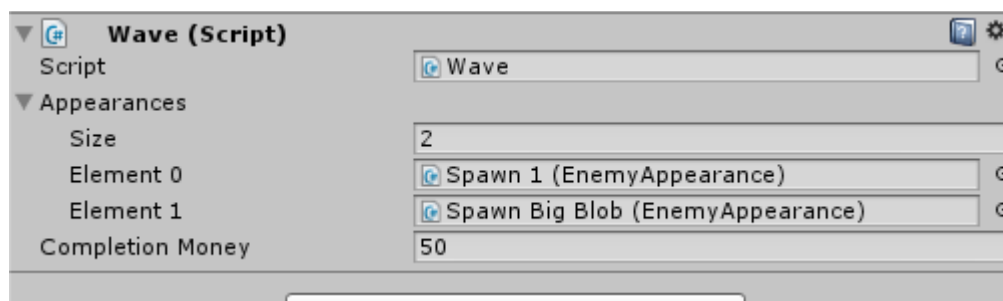 Wave (Script)
Script Wave
Appearances
Size 2
Element 0 Spawn 1 (EnemyAppearance)
Element 1 Spawn Big Blob (EnemyAppearance)
Completion Money 50